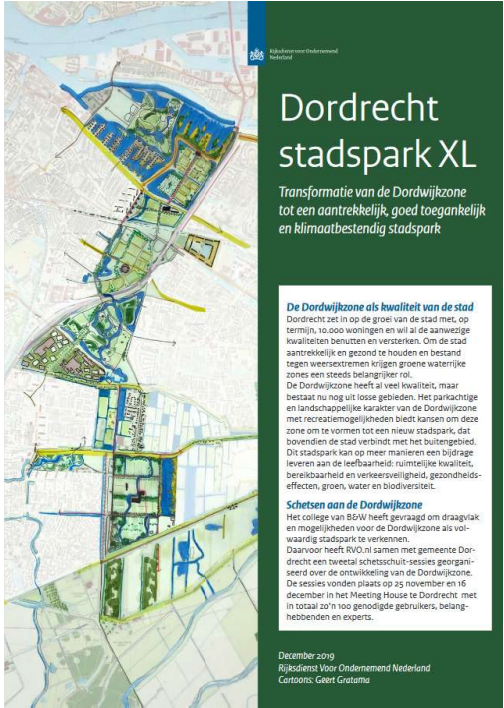 Rijksdienst voor Ondernemend
Nederland
Dordrecht
stadspark XL
Transformatie van de Dordwijkzone
tot een aantrekkelijk, goed toegankelijk
en klimaatbestendig stadspark
De Dordwijkzone als kwaliteit van de stad
Dordrecht zet in op de groei van de stad met, op
termijn, 10.000 woningen en wil al de aanwezige
kwaliteiten benutten en versterken. Om de stad
aantrekkelijk en gezond te houden en bestand
tegen weersextremen krijgen groene waterrijke
zones een steeds belangrijker rol.
De Dordwijkzone heeft al veel kwaliteit, maar
bestaat nu nog uit losse gebieden. Het parkachtige
en landschappelijke karakter van de Dordwijkzone
met recreatiemogelijkheden biedt kansen om deze
zone om te vormen tot een nieuw stadspark, dat
bovendien de stad verbindt met het buitengebied.
Dit stadspark kan op meer manieren een bijdrage
leveren aan de leefbaarheid: ruimtelijke kwaliteit,
bereikbaarheid en verkeersveiligheid, gezondheids-
effecten, groen, water en biodiversiteit.
Schetsen aan de Dordwijkzone
Het college van B&W heeft gevraagd om draagvlak
en mogelijkheden voor de Dordwijkzone als vol-
waardig stadspark te verkennen.
Daarvoor heeft RVO.nl samen met gemeente Dor-
drecht een tweetal schetsschuit-sessies georgani-
seerd over de ontwikkeling van de Dordwijkzone.
De sessies vonden plaats op 25 november en 16
december in het Meeting House te Dordrecht met
in totaal zo'n 100 genodigde gebruikers, belang-
hebbenden en experts.
December 2019
Rijksdienst Voor Ondernemend Nederland
Cartoons: Geert Gratama